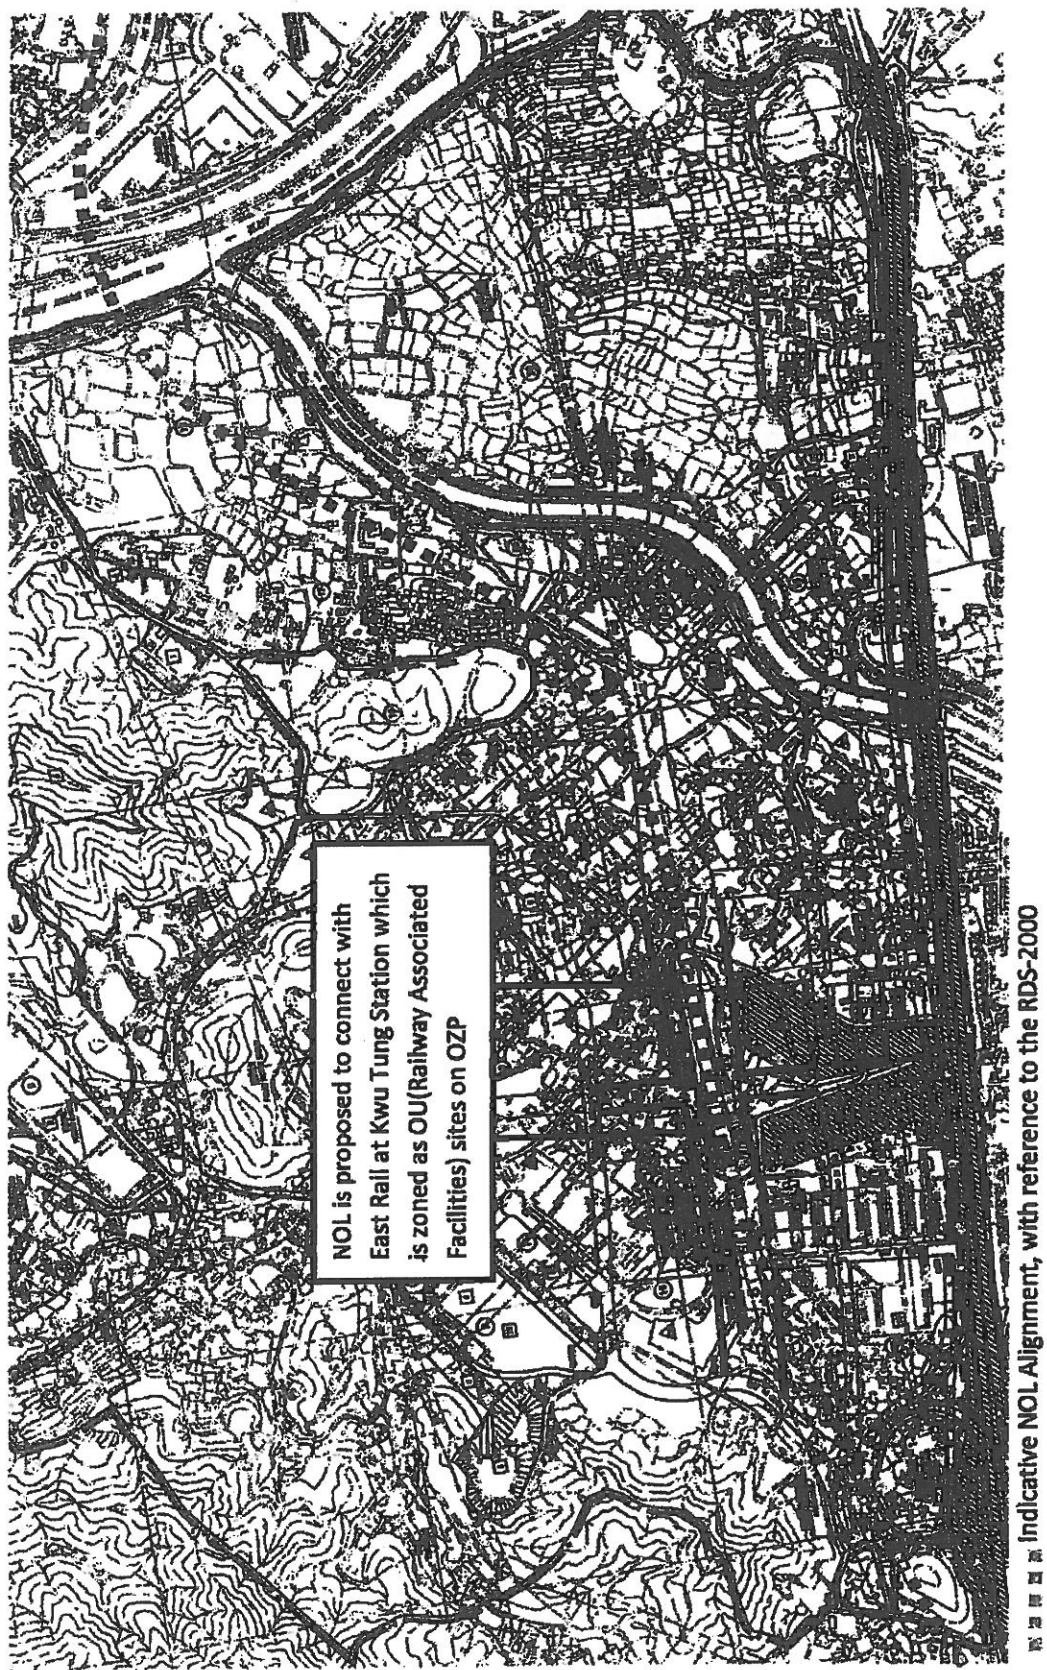 NOL is proposed to connect with
East Rail at Kwu Tung Station which
is zoned as OU(Railway Associated
Facilities) sites on OZP
Indicative NOL Alignment, with reference to the RDS-2000